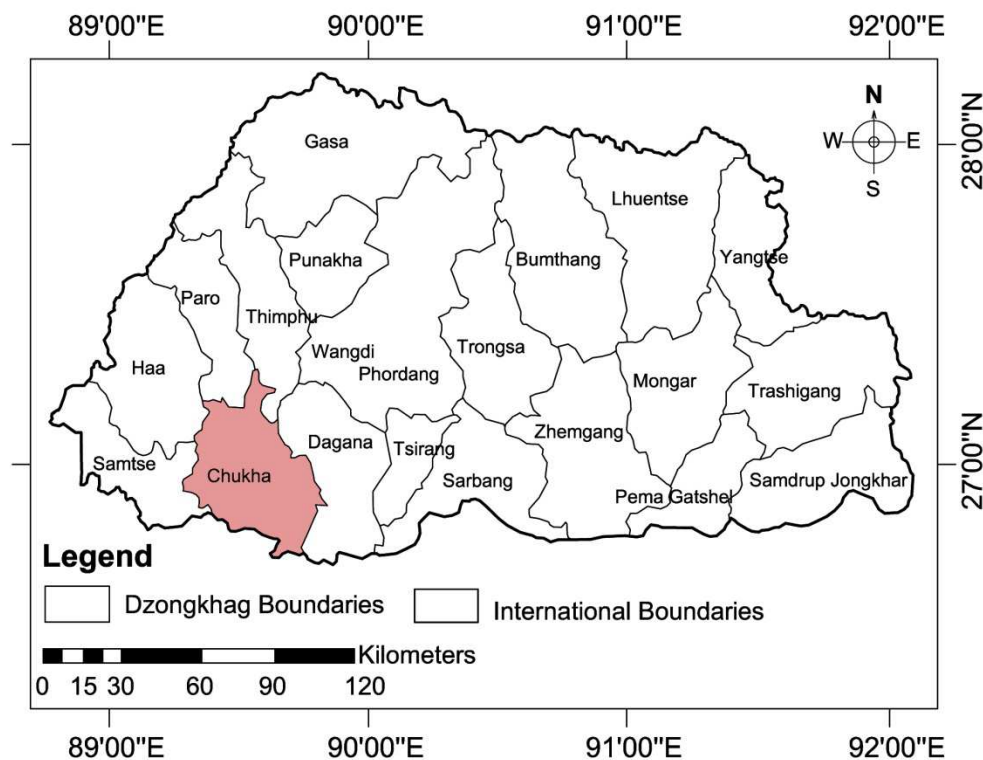 89'00"E 90'00"E 91'00"E 92'00"E
N
W E
S
28'00"N
27'00"N
Gasa
Lhuentse
Punakha
Bumthang
Yangtse
Paro
Thimphu
Wangdi
Phordang
Trongsa
Haa
Mongar
Trashigang
Dagana
Tsirang
Zhemgang
Samtse
Chukha
Sarbang
Pema Gatshel
Samdrup Jongkhar
Legend
Dzongkhag Boundaries
International Boundaries
Kilometers
0 15 30 60 90 120
89'00"E 90'00"E 91'00"E 92'00"E